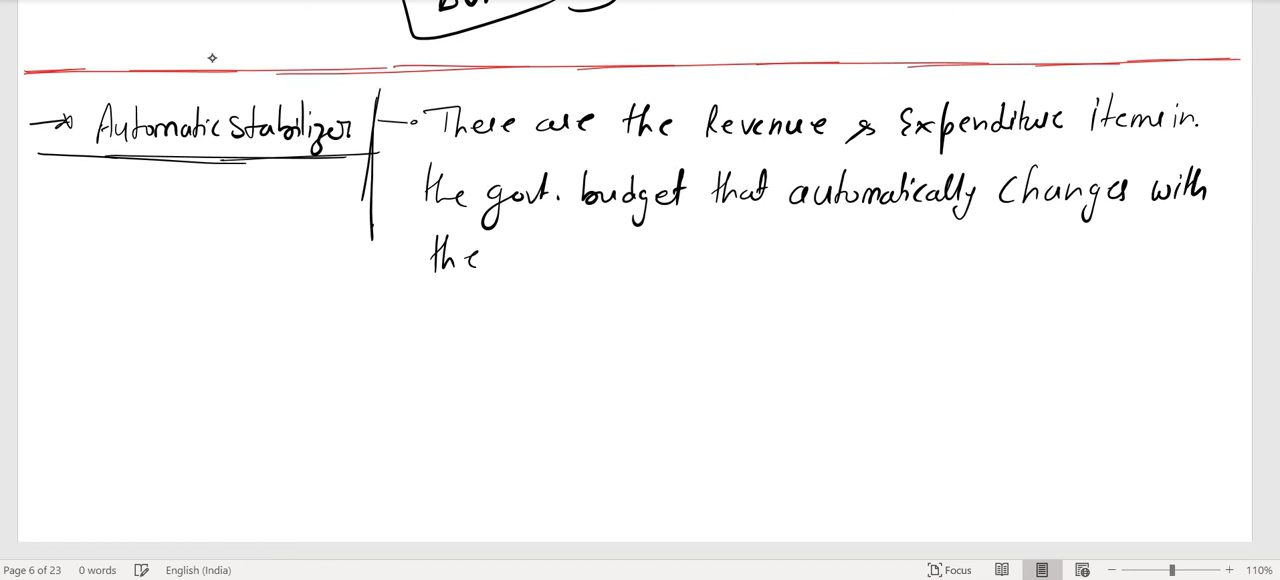 → Automatic stabilizer
There are the Revenue & Expenditure items in.
the govt. budget that automatically changes with
the
Page 6 of 23 0 words English (India) Focus 110%